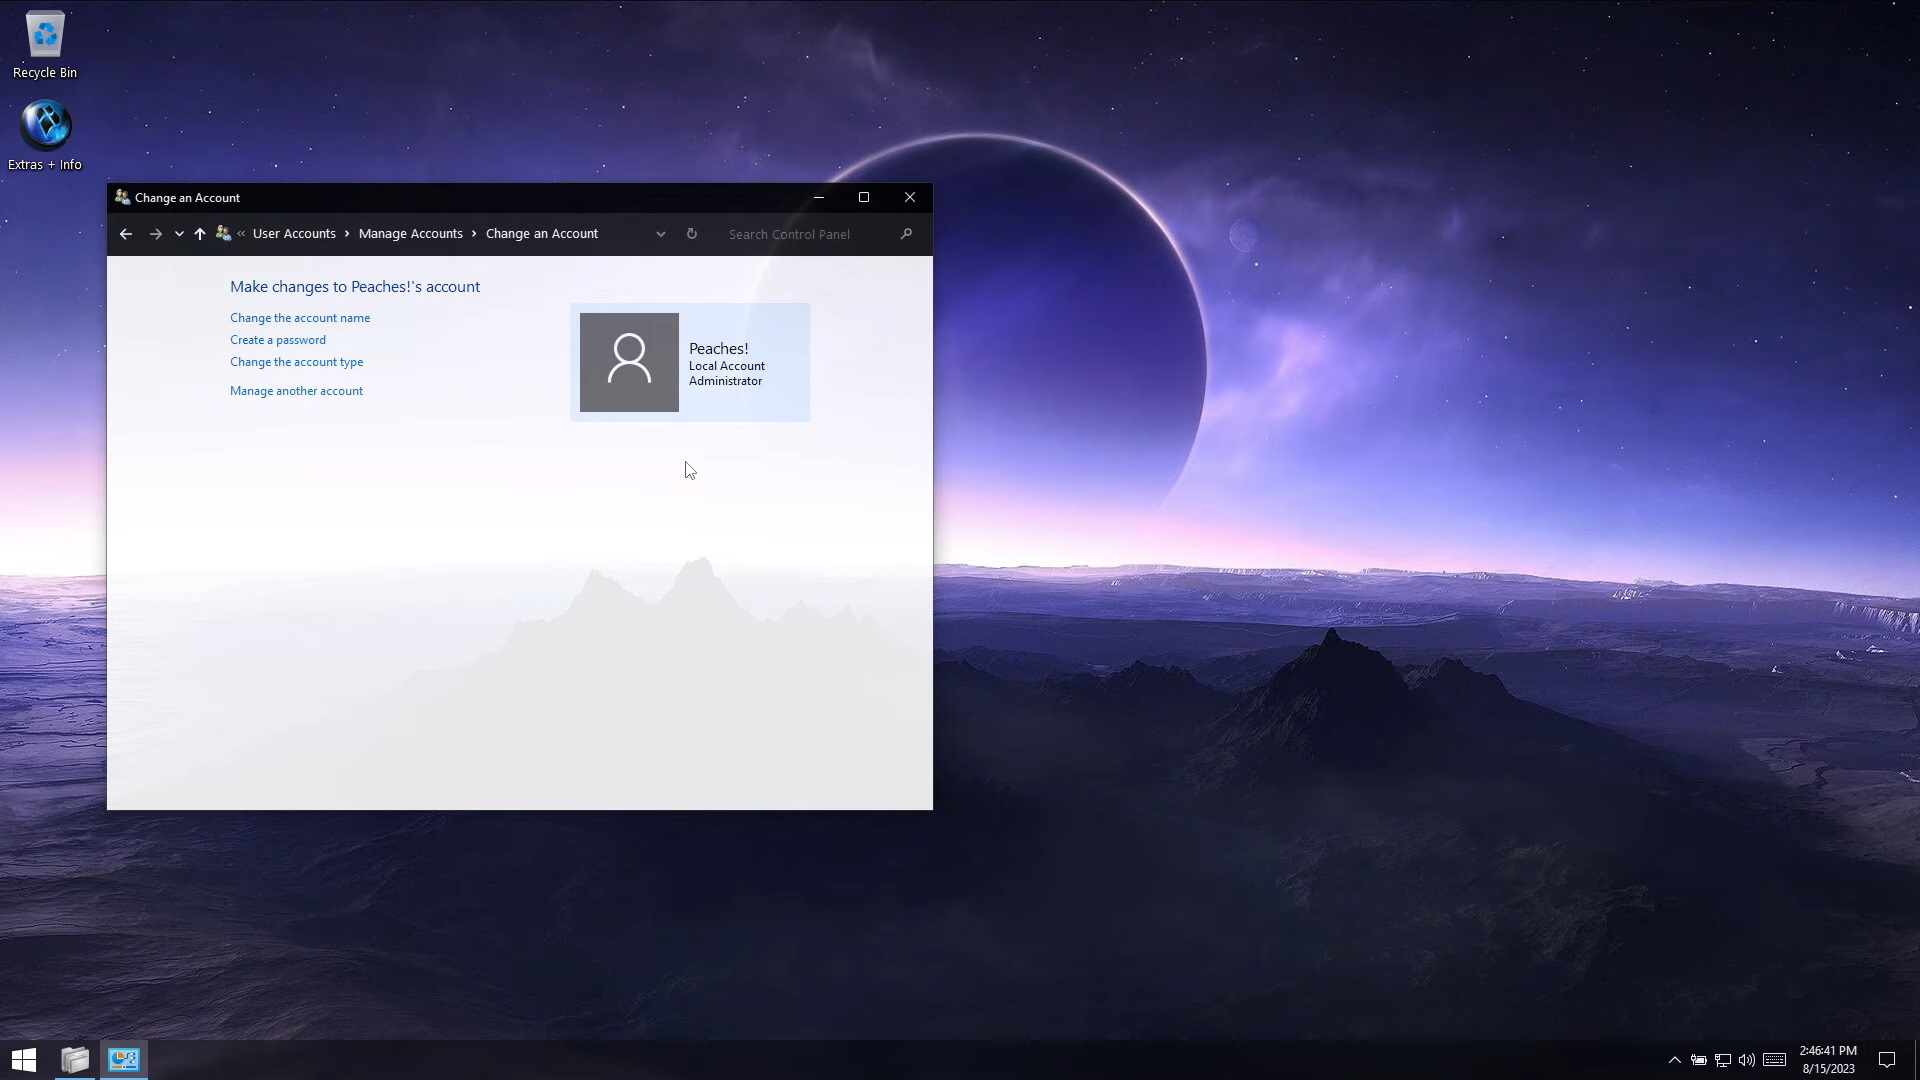 Recycle Bin
Extras + Info
Change an Account
« User Accounts › Manage Accounts › Change an Account
Search Control Panel
Make changes to Peaches!'s account
Change the account name
Create a password
Change the account type
Manage another account
Peaches!
Local Account
Administrator
2:46:41 PM
8/15/2023